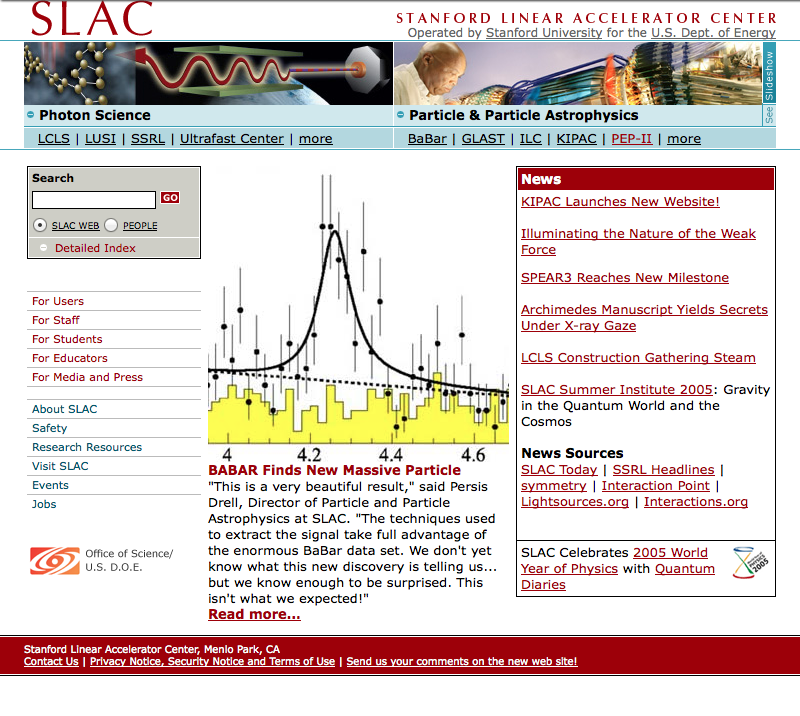 SLAC
STANFORD LINEAR ACCELERATOR CENTER
Operated by Stanford University for the U.S. Dept. of Energy
See Slideshow
Photon Science
LCLS | LUSI | SSRL | Ultrafast Center | more
Particle & Particle Astrophysics
BaBar | GLAST | ILC | KIPAC | PEP-II | more
Search
GO
SLAC WEB PEOPLE
Detailed Index
For Users
For Staff
For Students
For Educators
For Media and Press
About SLAC
Safety
Research Resources
Visit SLAC
Events
Jobs
Office of Science/
U.S. D.O.E.
4 4.2 4.4 4.6
BABAR Finds New Massive Particle
"This is a very beautiful result," said Persis
Drell, Director of Particle and Particle
Astrophysics at SLAC. "The techniques used
to extract the signal take full advantage of
the enormous BaBar data set. We don't yet
know what this new discovery is telling us...
but we know enough to be surprised. This
isn't what we expected!"
Read more...
News
KIPAC Launches New Website!
Illuminating the Nature of the Weak
Force
SPEAR3 Reaches New Milestone
Archimedes Manuscript Yields Secrets
Under X-ray Gaze
LCLS Construction Gathering Steam
SLAC Summer Institute 2005: Gravity
in the Quantum World and the
Cosmos
News Sources
SLAC Today | SSRL Headlines |
symmetry | Interaction Point |
Lightsources.org | Interactions.org
SLAC Celebrates 2005 World
Year of Physics with Quantum
Diaries
Stanford Linear Accelerator Center, Menlo Park, CA
Contact Us | Privacy Notice, Security Notice and Terms of Use | Send us your comments on the new web site!